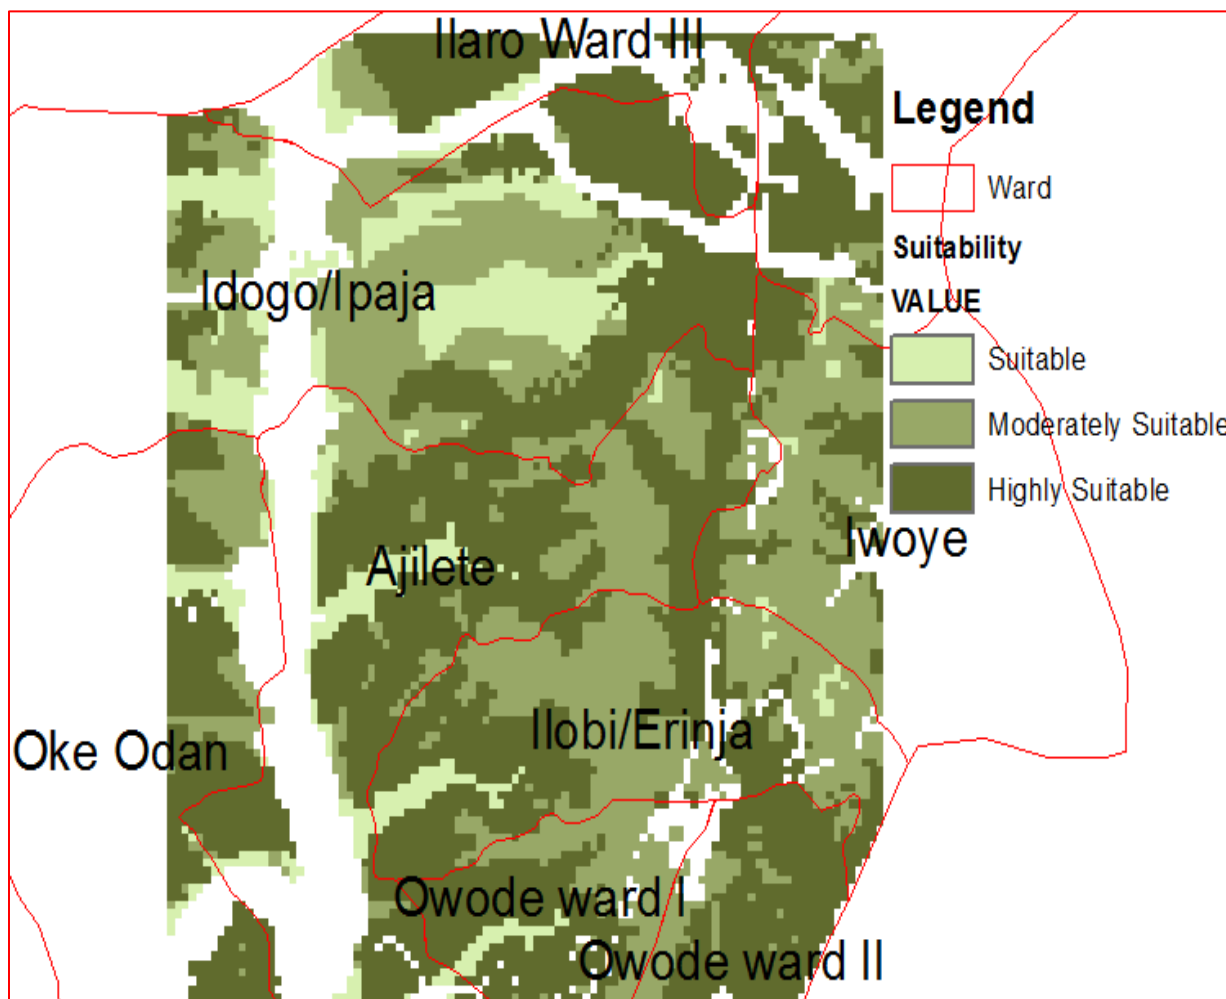 Ilaro Ward III
Legend
Ward
Suitability
VALUE
Idogo/Ipaja
Suitable
Moderately Suitable
Highly Suitable
Iwoye
Ajilete
Ilobi/Erinja
Oke Odan
Owode ward I
Owode ward II